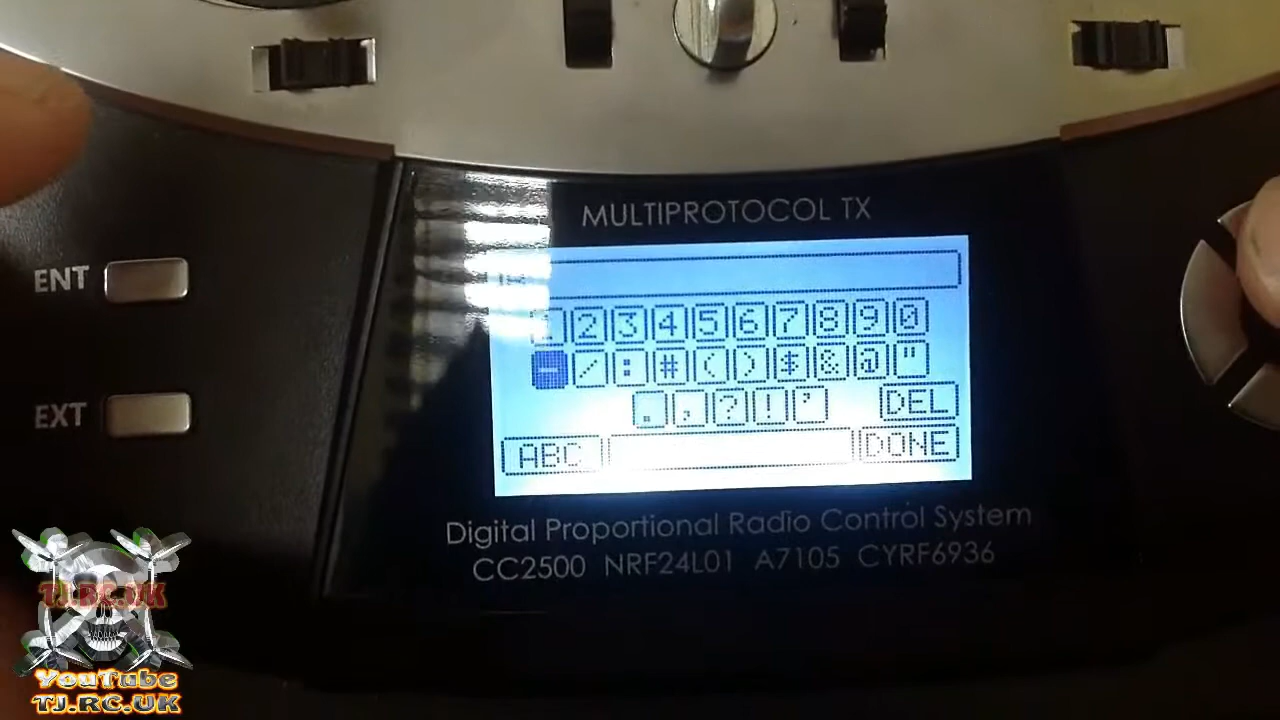 MULTIPROTOCOL TX
ENT
2 3 4 5 6 7 8 9 0
- / : # ( ) $ & @ "
. , ? ! ' DEL
EXT
ABC DONE
Digital Proportional Radio Control System
CC2500 NRF24L01 A7105 CYRF6936
TJ.RC.UK
YouTube
TJ.RC.UK